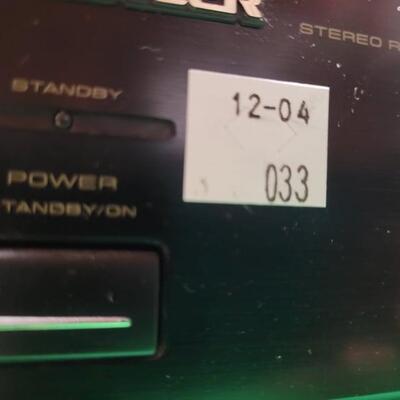 STEREO R
STANDBY
12-04
033
POWER
TANDBY/ON